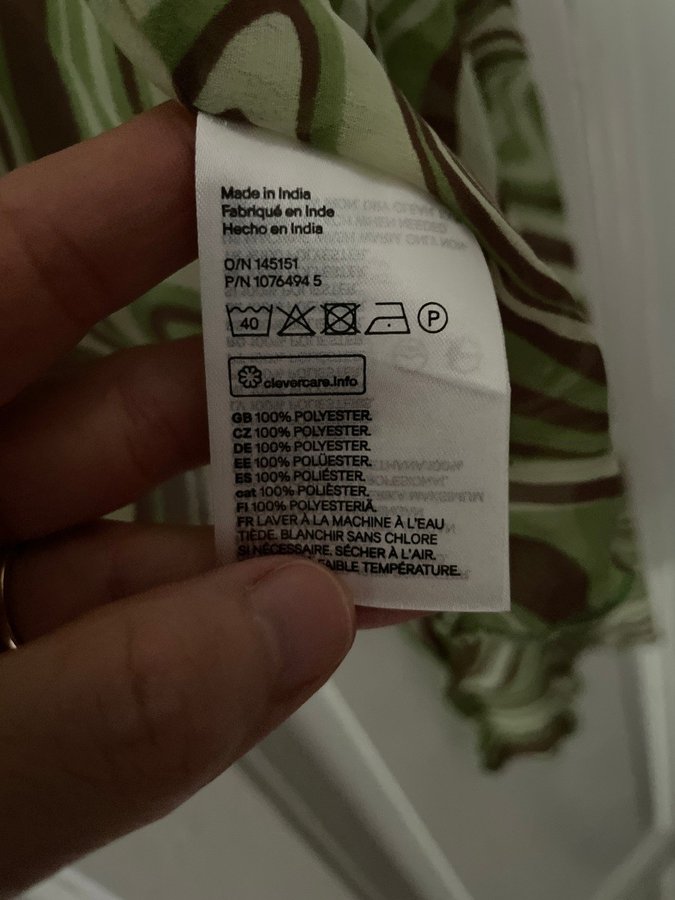 Made in India
Fabriqué en Inde
Hecho en India
O/N 145151
P/N 1076494 5
40 P
clevercare.info
GB 100% POLYESTER.
CZ 100% POLYESTER.
DE 100% POLYESTER.
EE 100% POLÜESTER.
ES 100% POLIÉSTER.
cat 100% POLIÈSTER.
FI 100% POLYESTERIÄ.
FR LAVER À LA MACHINE À L'EAU
TIÈDE. BLANCHIR SANS CHLORE
SI NÉCESSAIRE. SÉCHER À L'AIR.
FAIBLE TEMPÉRATURE.